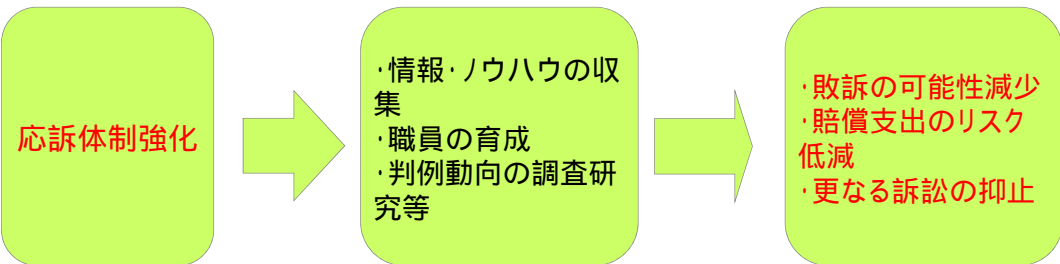 応訴体制強化
･情報･ノウハウの収
集
･職員の育成
･判例動向の調査研
究等
･敗訴の可能性減少
･賠償支出のリスク
低減
･更なる訴訟の抑止